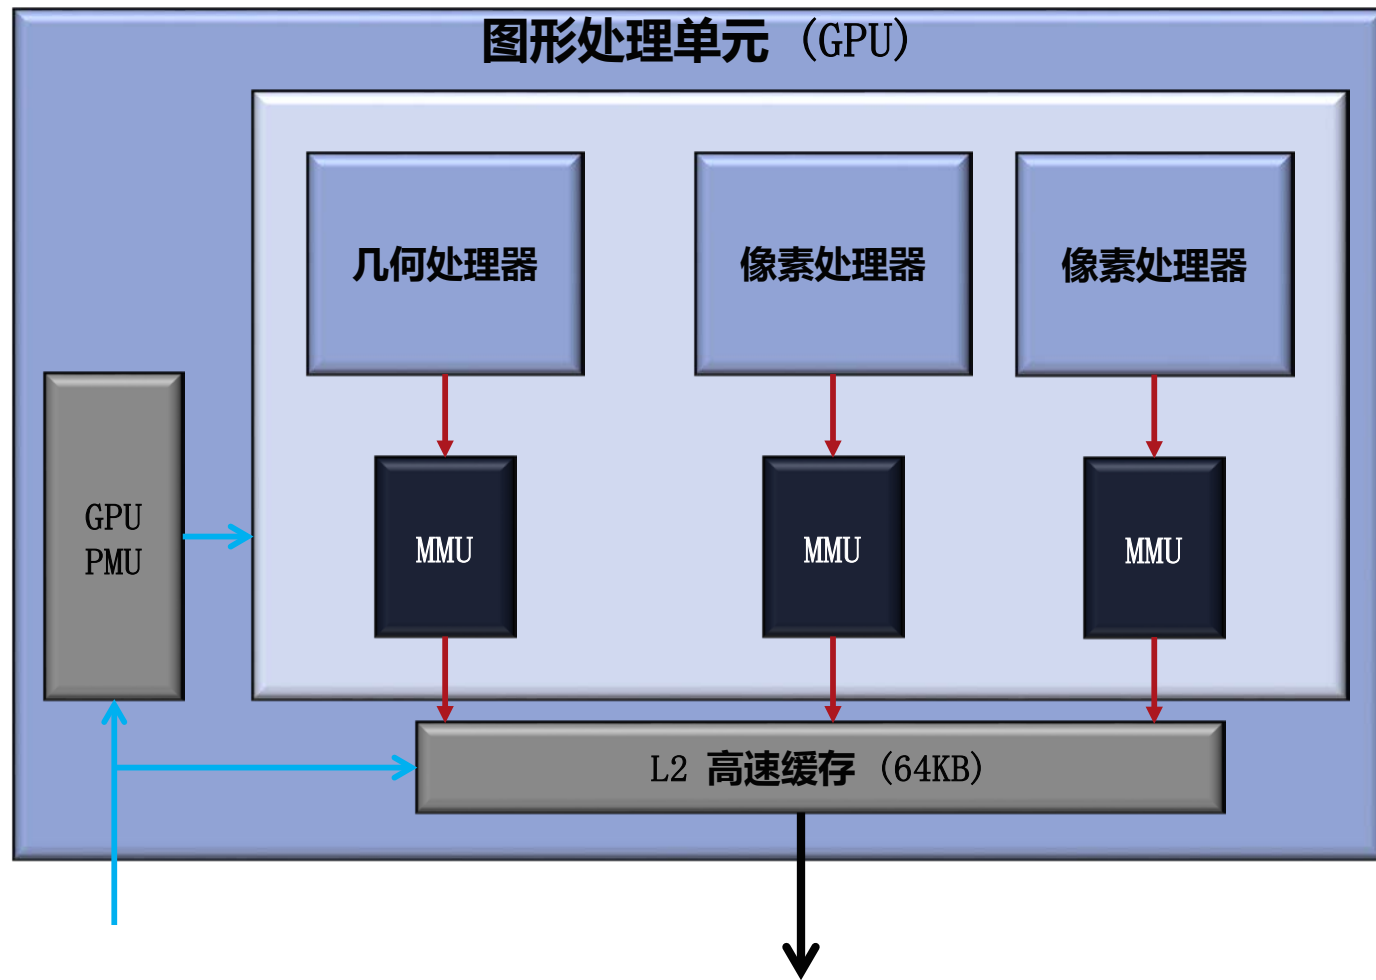 图形处理单元 (GPU)
几何处理器
像素处理器
像素处理器
GPU
PMU
MMU
MMU
MMU
L2 高速缓存 (64KB)